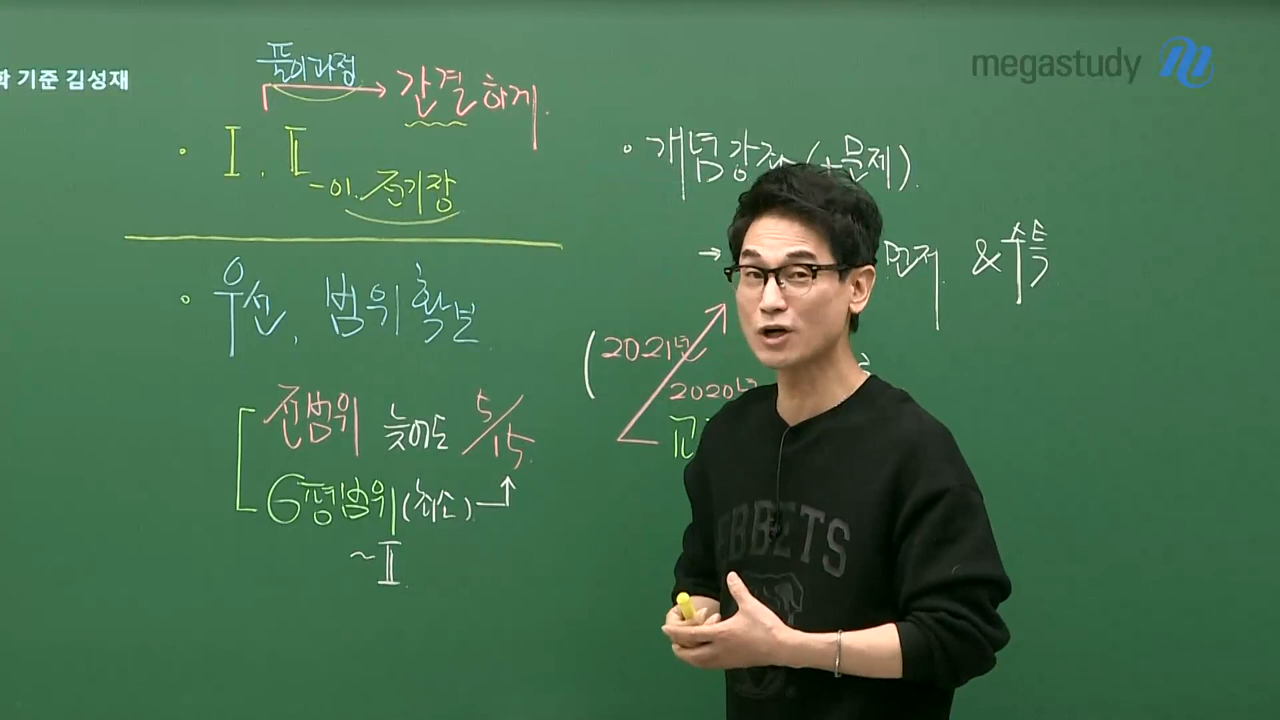 학 기준 김성재
megastudy
풀이과정
간결하게.
· Ⅰ, Ⅱ
-01. 전기장
· 우선, 범위 확보
전범위 늦어도 5/15.
6평범위(최소)
~Ⅱ
· 개념강좌 (+문제).
→ 먼저 & 수특
(2021년
2020년
EBBETS